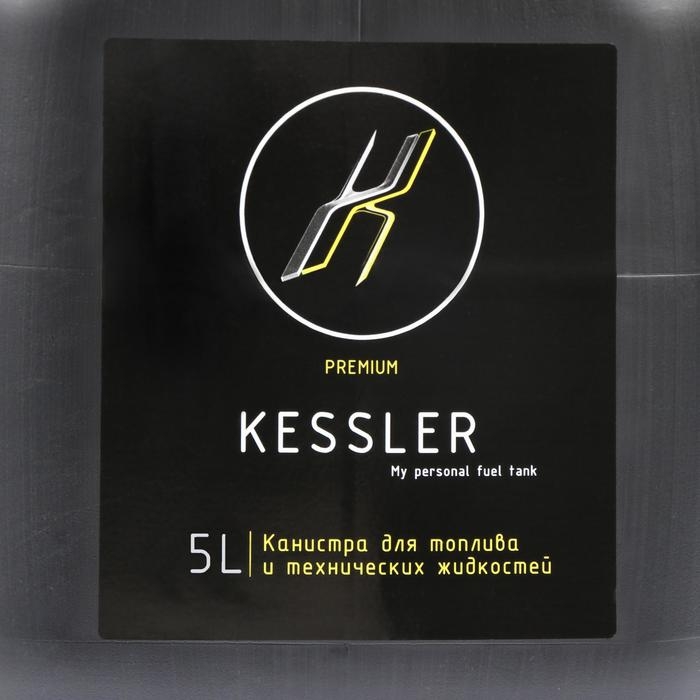 PREMIUM
KESSLER
My personal fuel tank
5L
Канистра для топлива
и технических жидкостей